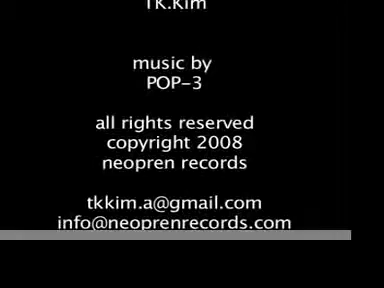 TK.Kim
music by
POP-3
all rights reserved
copyright 2008
neopren records
tkkim.a@gmail.com
info@neoprenrecords.com